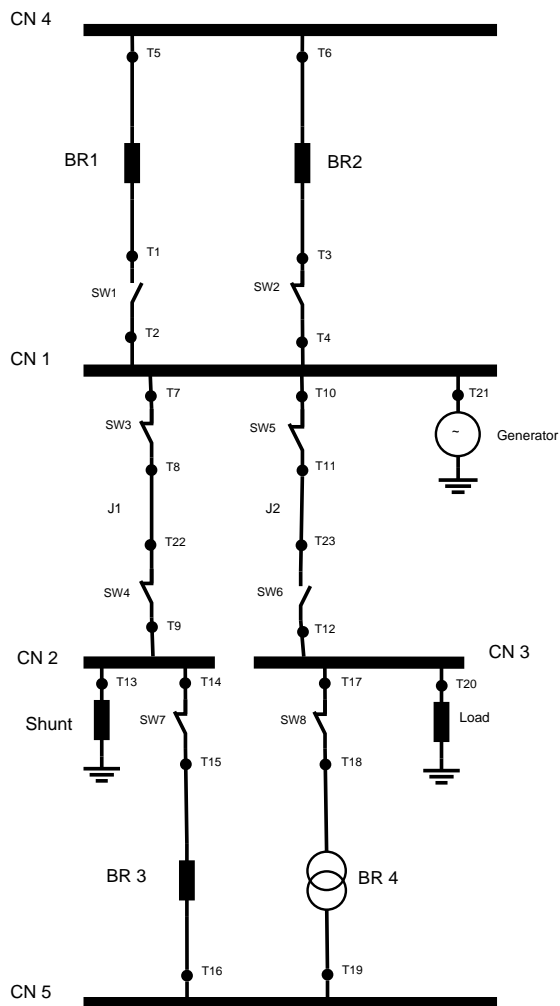 CN 4
T5
T6
BR1
BR2
T1
T3
SW1
SW2
T2
T4
CN 1
T7
T10
T21
SW3
SW5
~
Generator
T8
T11
J1
J2
T22
T23
SW4
SW6
T9
T12
CN 2
CN 3
T13
T14
T17
T20
Shunt
SW7
SW8
Load
T15
T18
BR 3
BR 4
T16
T19
CN 5